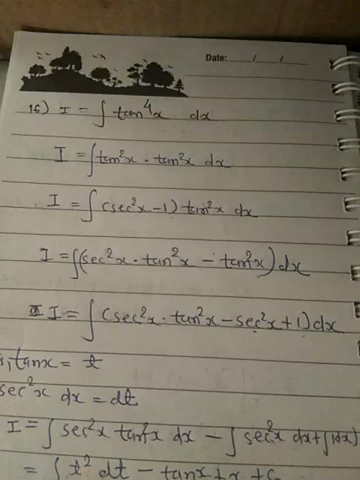 Date: / /
16) I = ∫ tan⁴x dx
I = ∫ tan²x · tan²x dx
I = ∫ (sec²x - 1) tan²x dx
I = ∫ (sec²x · tan²x - tan²x) dx
I = ∫ (sec²x · tan²x - sec²x + 1) dx
tanx = t
sec²x dx = dt
I = ∫ sec²x tan²x dx - ∫ sec²x dx + ∫ 1dx
= ∫ t² dt - tanx + x + c